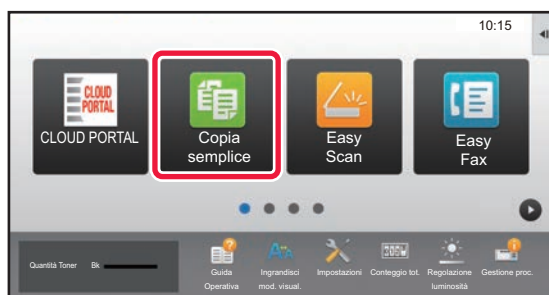 10:15
CLOUD
PORTAL
CLOUD PORTAL
Copia
semplice
Easy
Scan
Easy
Fax
Quantità Toner Bk
Guida
Operativa
Ingrandisci
mod. visual.
Impostazioni
Conteggio tot.
Regolazione
luminosità
Gestione proc.